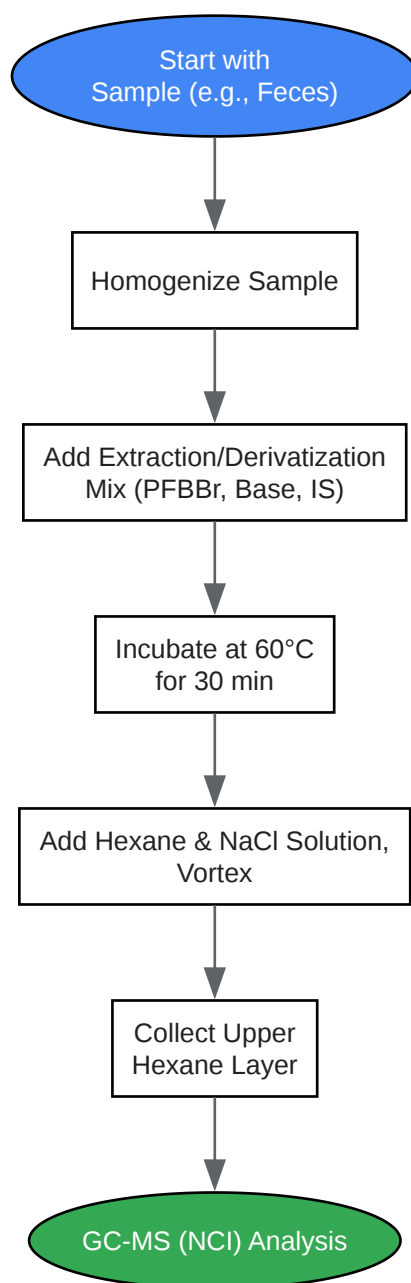 Start with
Sample (e.g., Feces)
Homogenize Sample
Add Extraction/Derivatization
Mix (PFBBr, Base, IS)
Incubate at 60°C
for 30 min
Add Hexane & NaCl Solution,
Vortex
Collect Upper
Hexane Layer
GC-MS (NCI) Analysis